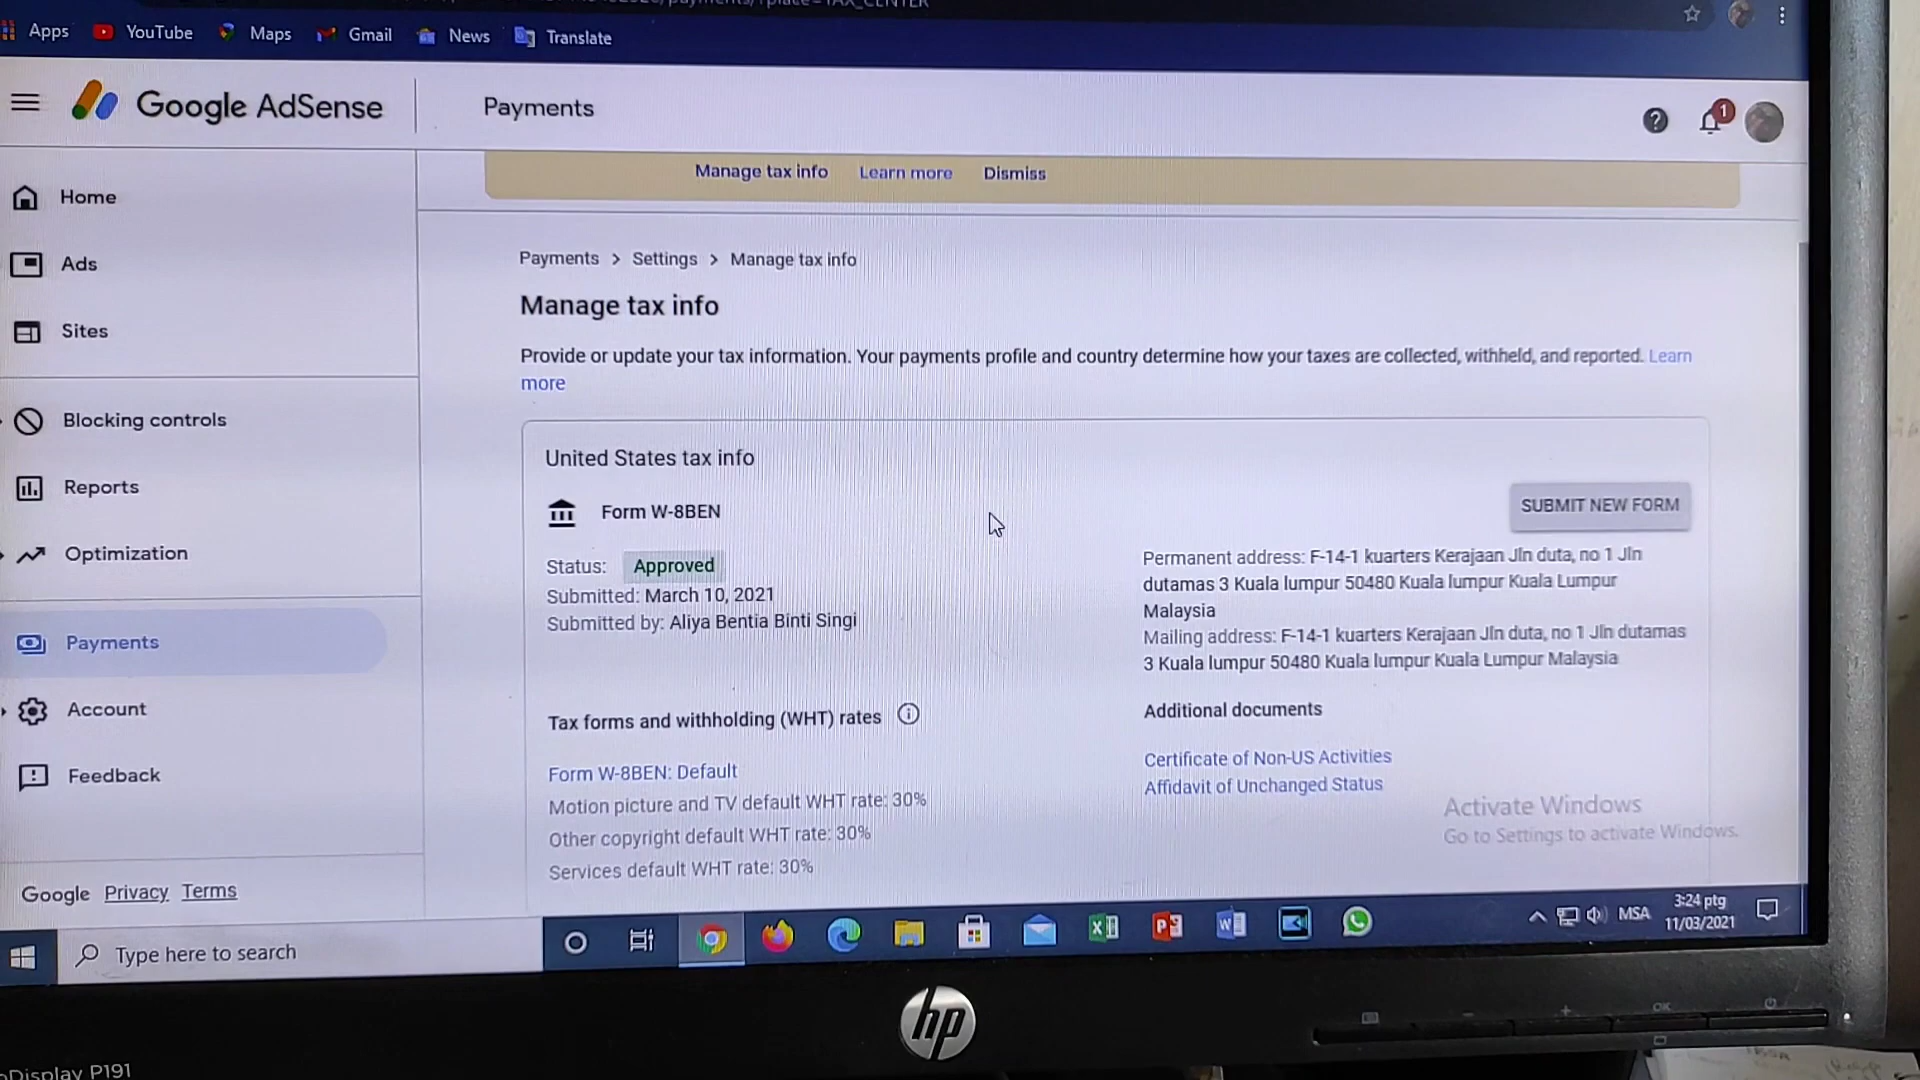 Apps YouTube Maps Gmail News Translate
Google AdSense Payments
1
Home
Ads
Sites
Blocking controls
Reports
Optimization
Payments
Account
Feedback
Google Privacy Terms
Manage tax info Learn more Dismiss
Payments > Settings > Manage tax info
Manage tax info
Provide or update your tax information. Your payments profile and country determine how your taxes are collected, withheld, and reported. Learn
more
United States tax info
Form W-8BEN
SUBMIT NEW FORM
Status: Approved
Submitted: March 10, 2021
Submitted by: Aliya Bentia Binti Singi
Permanent address: F-14-1 kuarters Kerajaan Jln duta, no 1 Jln
dutamas 3 Kuala lumpur 50480 Kuala lumpur Kuala Lumpur
Malaysia
Mailing address: F-14-1 kuarters Kerajaan Jln duta, no 1 Jln dutamas
3 Kuala lumpur 50480 Kuala lumpur Kuala Lumpur Malaysia
Tax forms and withholding (WHT) rates
Form W-8BEN: Default
Motion picture and TV default WHT rate: 30%
Other copyright default WHT rate: 30%
Services default WHT rate: 30%
Additional documents
Certificate of Non-US Activities
Affidavit of Unchanged Status
Activate Windows
Go to Settings to activate Windows.
Type here to search
MSA
3:24 ptg
11/03/2021
hp
OK
Display P191